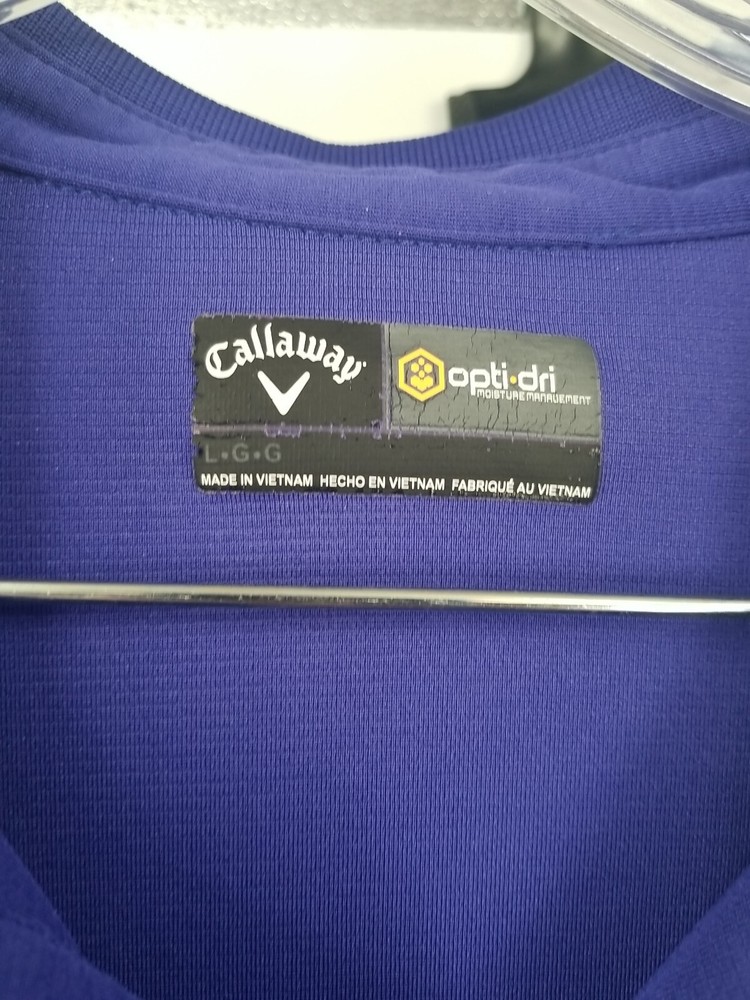 Callaway
opti·dri
MOISTURE MANAGEMENT
L•G•G
MADE IN VIETNAM HECHO EN VIETNAM FABRIQUÉ AU VIETNAM